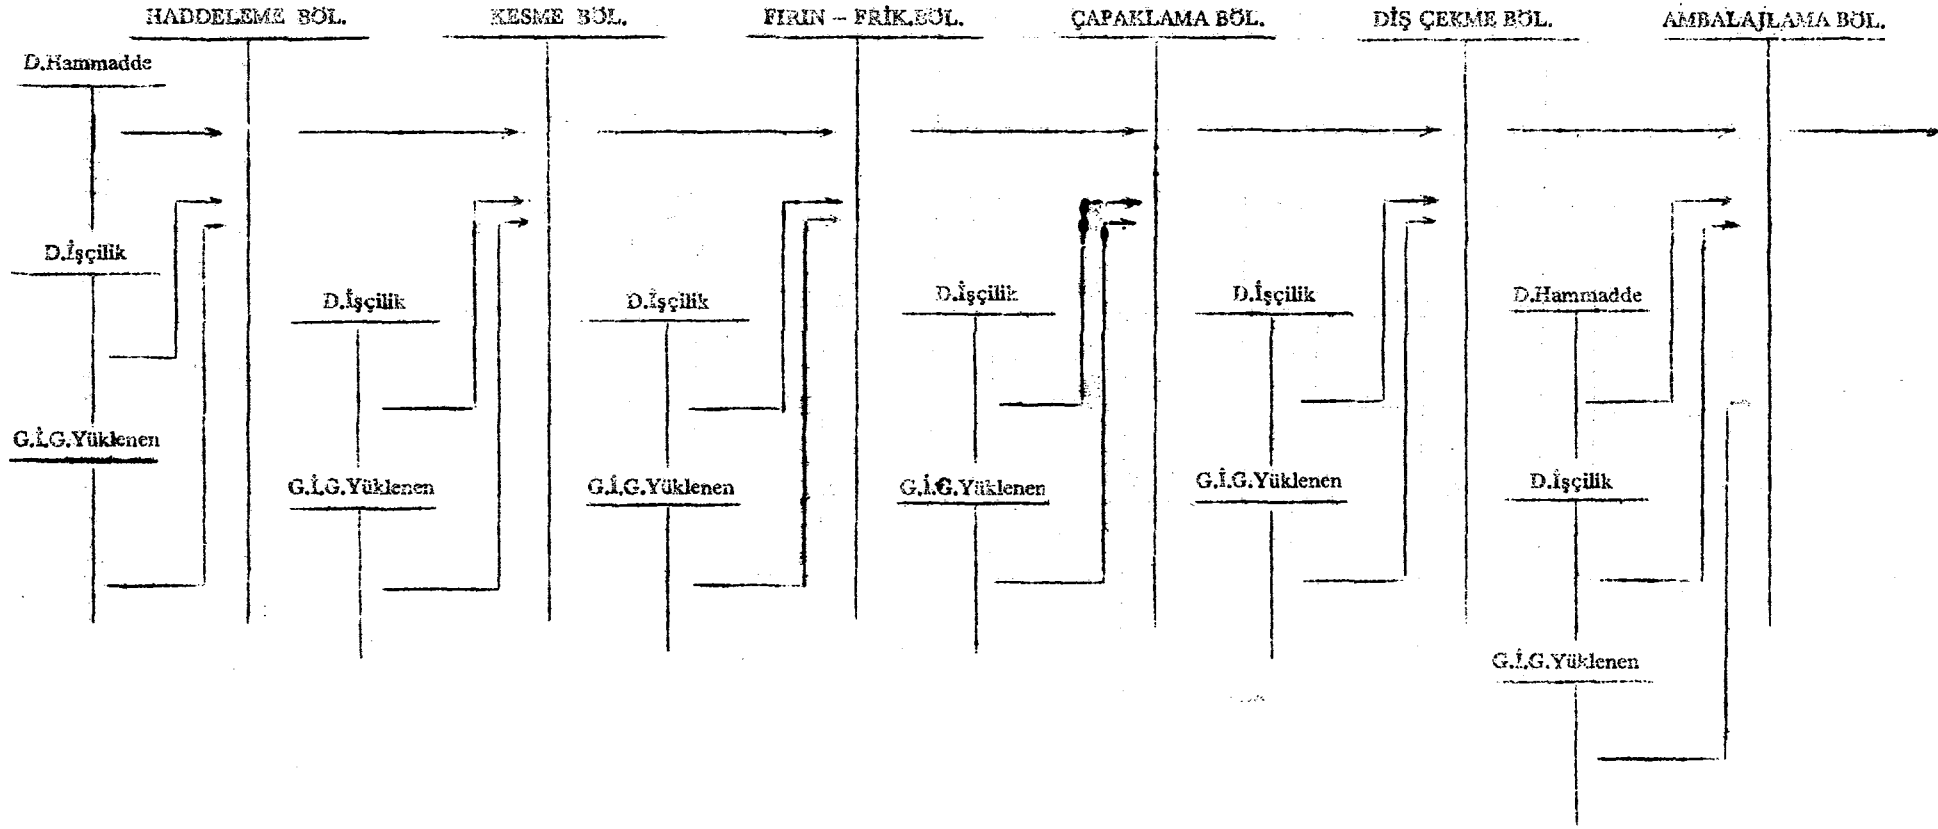 HADDELEME BÖL. KESME BÖL. FIRIN – FRİK.BÖL. ÇAPAKLAMA BÖL. DİŞ ÇEKME BÖL. AMBALAJLAMA BÖL.
D.Hammadde
D.İşçilik
G.İ.G.Yüklenen
D.İşçilik
G.İ.G.Yüklenen
D.İşçilik
G.İ.G.Yüklenen
D.İşçilik
G.İ.G.Yüklenen
D.İşçilik
G.İ.G.Yüklenen
D.Hammadde
D.İşçilik
G.İ.G.Yüklenen